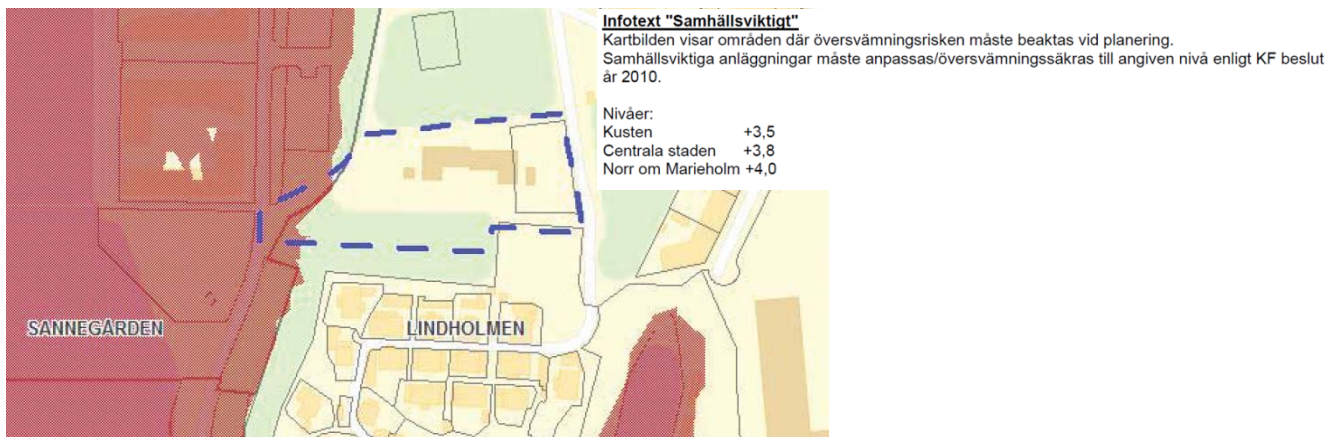 Infotext "Samhällsviktigt"
Kartbilden visar områden där översvämningsrisken måste beaktas vid planering.
Samhällsviktiga anläggningar måste anpassas/översvämningssäkras till angiven nivå enligt KF beslut
år 2010.
Nivåer:
Kusten +3,5
Centrala staden +3,8
Norr om Marieholm +4,0
SANNEGÅRDEN
LINDHOLMEN